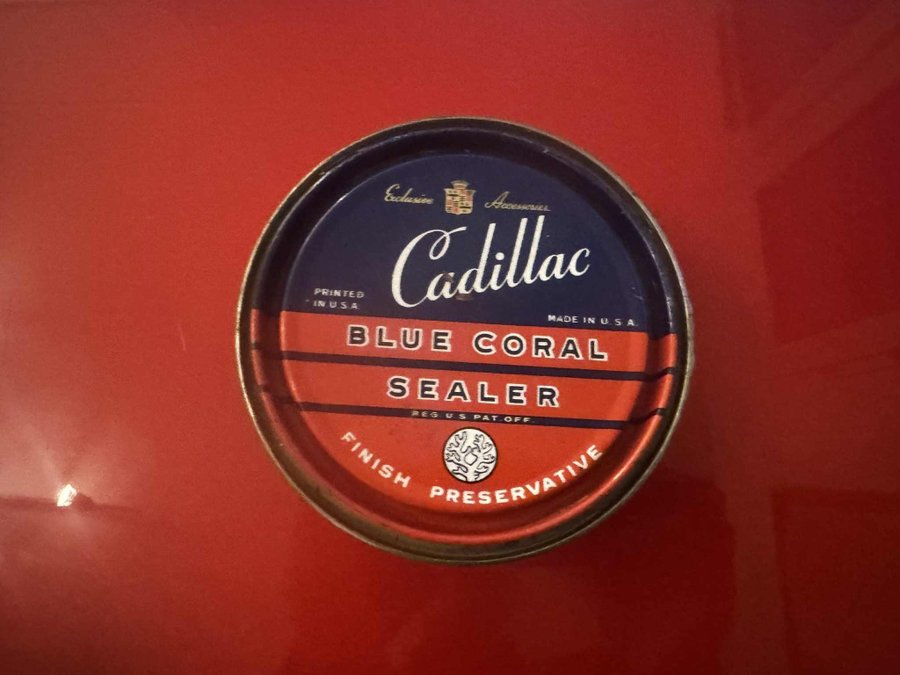 Exclusive Accessories
Cadillac
PRINTED
IN U.S.A.
MADE IN U.S.A.
BLUE CORAL
SEALER
REG. U.S. PAT. OFF.
FINISH PRESERVATIVE